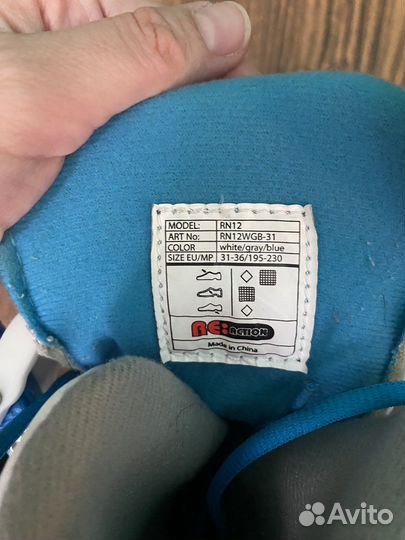 MODEL: RN12
ART No: RN12WGB-31
COLOR white/gray/blue
SIZE EU/MP 31-36/195-230
RE:ACTION
Made in China
Avito